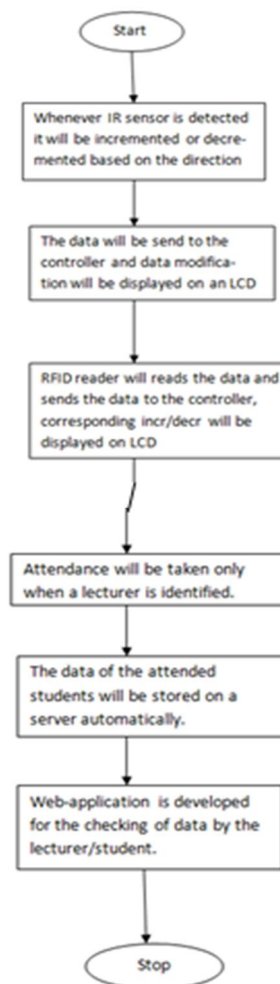 Start
Whenever IR sensor is detected
it will be incremented or decre-
mented based on the direction
The data will be send to the
controller and data modifica-
tion will be displayed on an LCD
RFID reader will reads the data and
sends the data to the controller,
corresponding incr/decr will be
displayed on LCD
Attendance will be taken only
when a lecturer is identified.
The data of the attended
students will be stored on a
server automatically.
Web-application is developed
for the checking of data by the
lecturer/student.
Stop